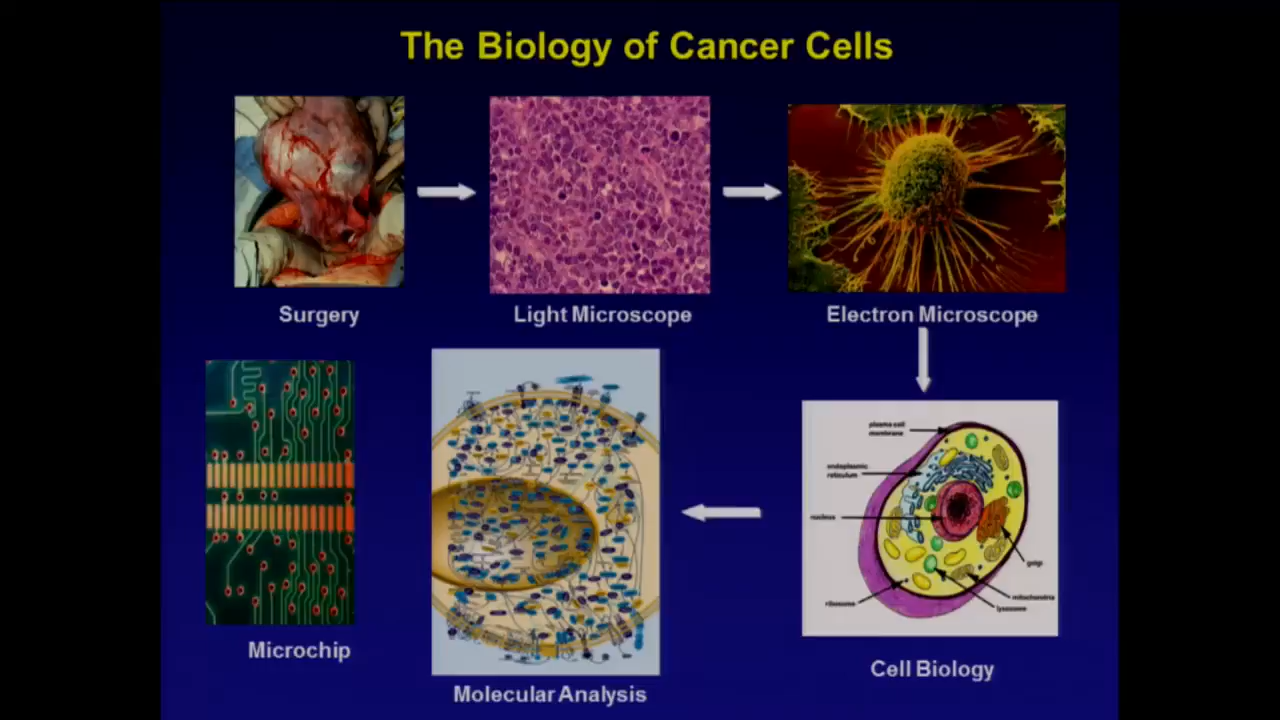 The Biology of Cancer Cells
Surgery
Light Microscope
Electron Microscope
plasma cell
membrane
endoplasmic
reticulum
nucleus
golgi
mitochondria
lysosome
ribosome
Microchip
Molecular Analysis
Cell Biology